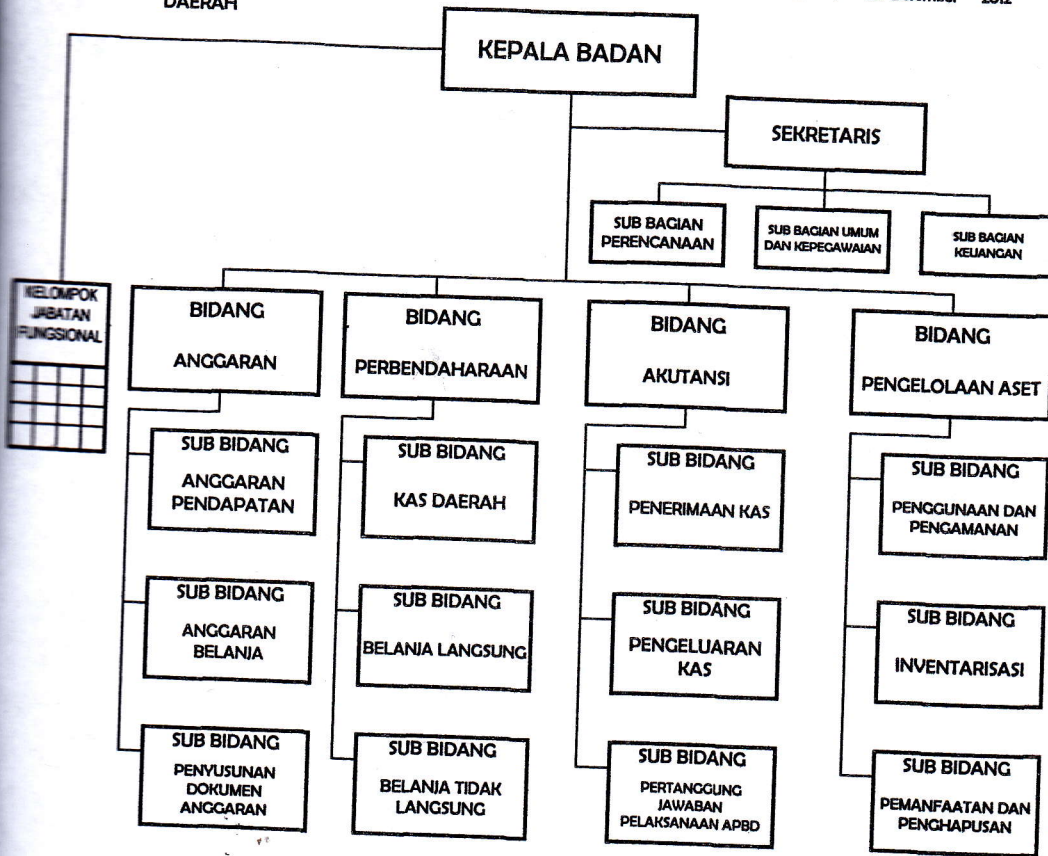 DAERAH
2012
KEPALA BADAN
SEKRETARIS
SUB BAGIAN
PERENCANAAN
SUB BAGIAN UMUM
DAN KEPEGAWAIAN
SUB BAGIAN
KEUANGAN
KELOMPOK
JABATAN
FUNGSIONAL
BIDANG
ANGGARAN
BIDANG
PERBENDAHARAAN
BIDANG
AKUTANSI
BIDANG
PENGELOLAAN ASET
SUB BIDANG
ANGGARAN
PENDAPATAN
SUB BIDANG
KAS DAERAH
SUB BIDANG
PENERIMAAN KAS
SUB BIDANG
PENGGUNAAN DAN
PENGAMANAN
SUB BIDANG
ANGGARAN
BELANJA
SUB BIDANG
BELANJA LANGSUNG
SUB BIDANG
PENGELUARAN
KAS
SUB BIDANG
INVENTARISASI
SUB BIDANG
PENYUSUNAN
DOKUMEN
ANGGARAN
SUB BIDANG
BELANJA TIDAK
LANGSUNG
SUB BIDANG
PERTANGGUNG
JAWABAN
PELAKSANAAN APBD
SUB BIDANG
PEMANFAATAN DAN
PENGHAPUSAN